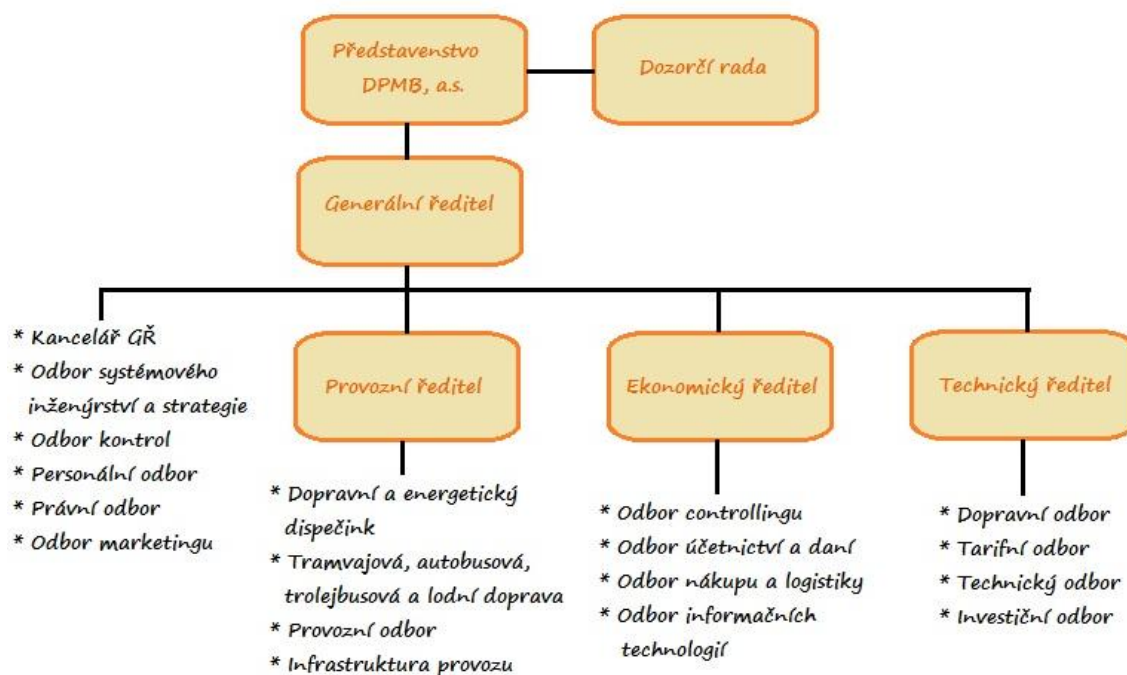 Představenstvo
DPMB, a.s.
Dozorčí rada
Generální ředitel
* Kancelář GŘ
* Odbor systémového
inženýrství a strategie
* Odbor kontrol
* Personální odbor
* Právní odbor
* Odbor marketingu
Provozní ředitel
* Dopravní a energetický
dispečink
* Tramvajová, autobusová,
trolejbusová a lodní doprava
* Provozní odbor
* Infrastruktura provozu
Ekonomický ředitel
* Odbor controllingu
* Odbor účetnictví a daní
* Odbor nákupu a logistiky
* Odbor informačních
technologií
Technický ředitel
* Dopravní odbor
* Tarifní odbor
* Technický odbor
* Investiční odbor